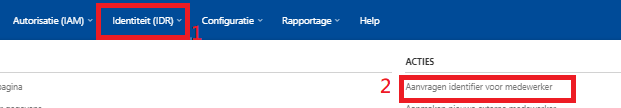 Autorisatie (IAM) Identiteit (IDR) Configuratie Rapportage Help
1
ACTIES
2
pagina Aanvragen identifier voor medewerker